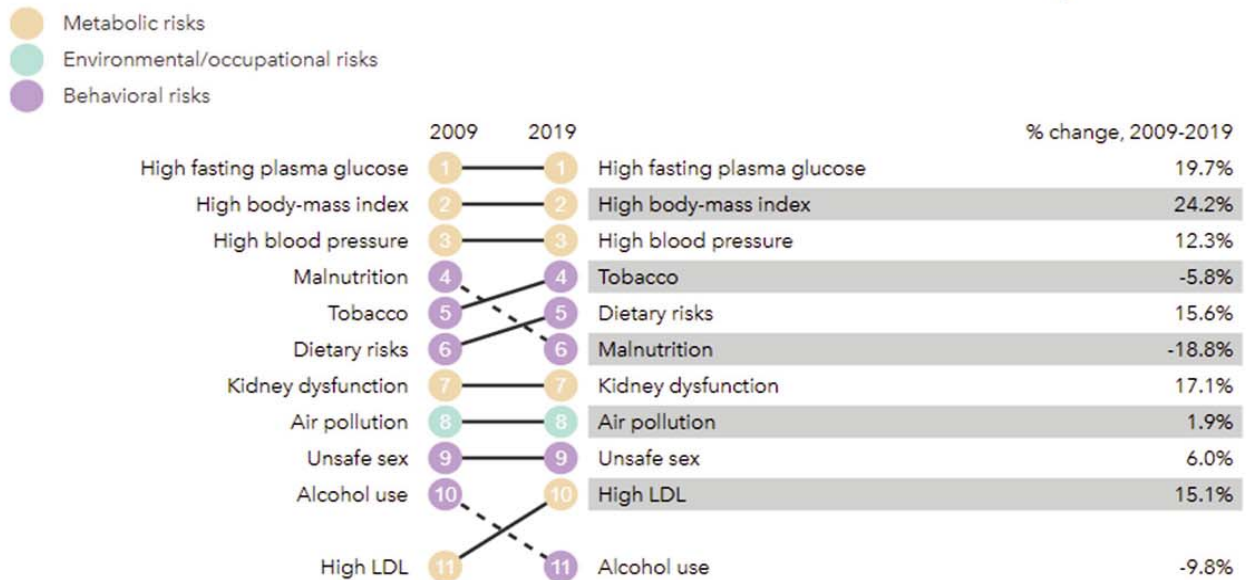 Metabolic risks
Environmental/occupational risks
Behavioral risks
2009 2019 % change, 2009-2019
High fasting plasma glucose 1 1 High fasting plasma glucose 19.7%
High body-mass index 2 2 High body-mass index 24.2%
High blood pressure 3 3 High blood pressure 12.3%
Malnutrition 4 4 Tobacco -5.8%
Tobacco 5 5 Dietary risks 15.6%
Dietary risks 6 6 Malnutrition -18.8%
Kidney dysfunction 7 7 Kidney dysfunction 17.1%
Air pollution 8 8 Air pollution 1.9%
Unsafe sex 9 9 Unsafe sex 6.0%
Alcohol use 10 10 High LDL 15.1%
High LDL 11 11 Alcohol use -9.8%